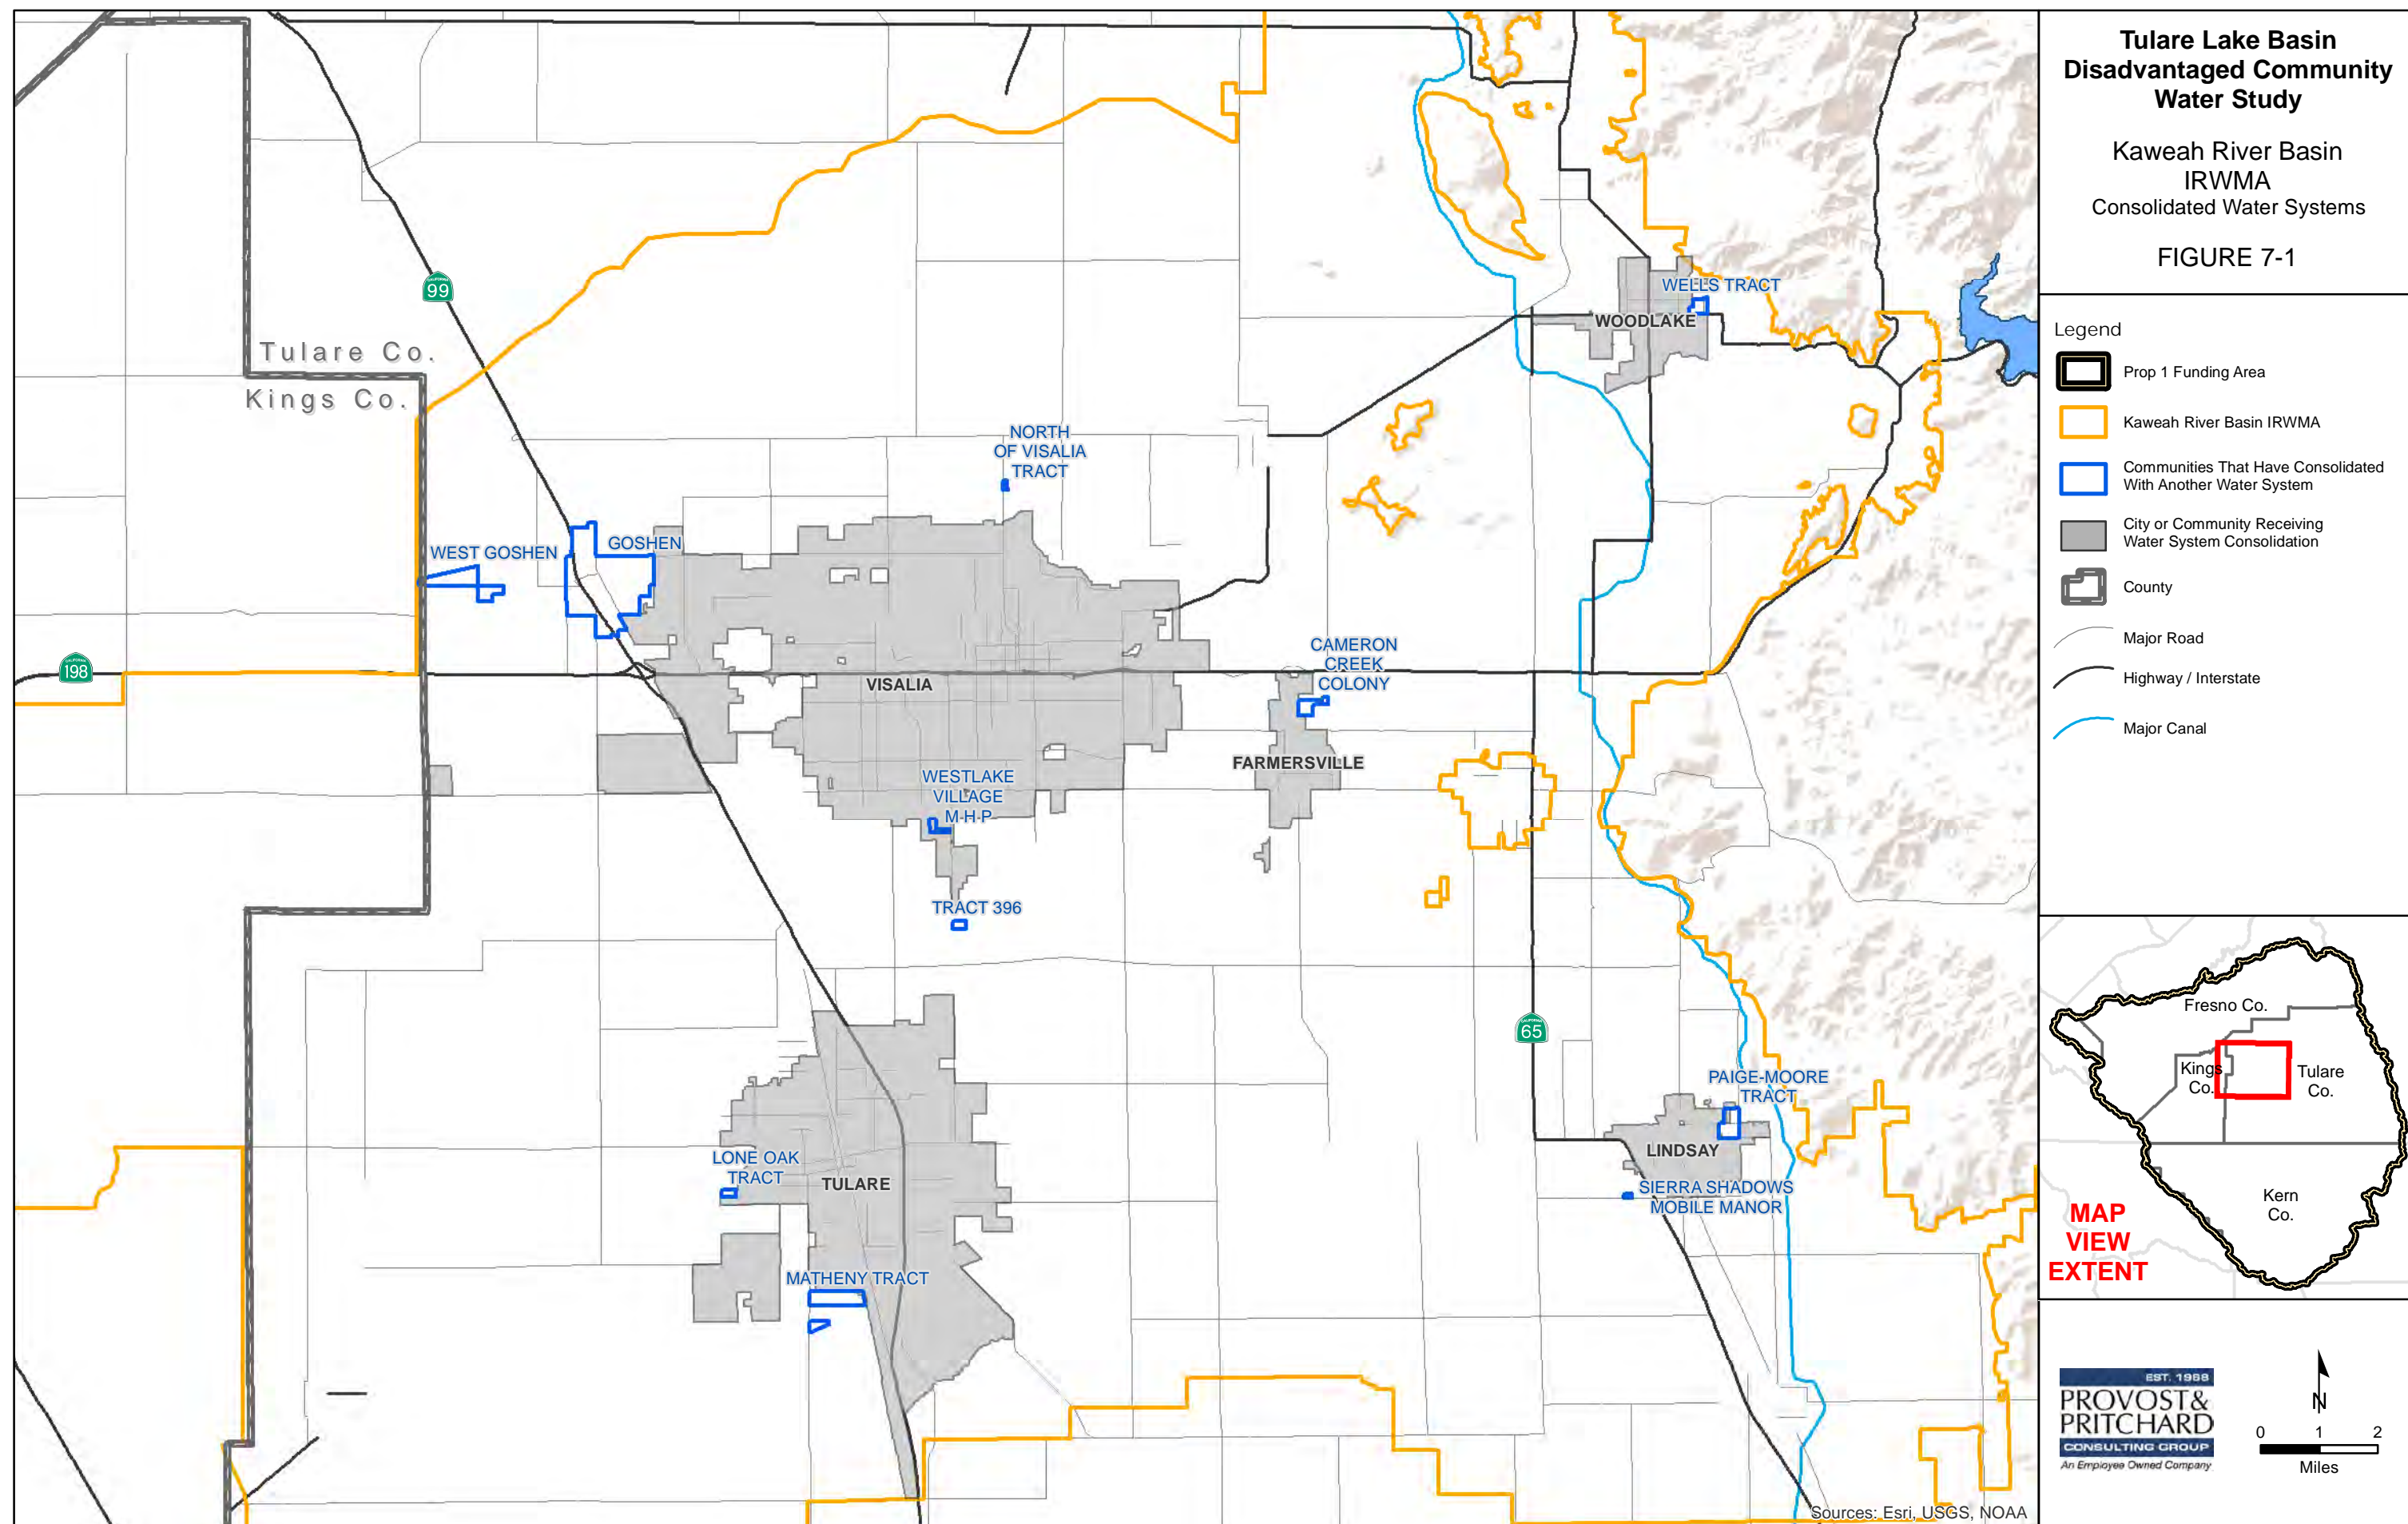 Tulare Lake Basin
Disadvantaged Community
Water Study
Kaweah River Basin
IRWMA
Consolidated Water Systems
FIGURE 7-1
Legend
Prop 1 Funding Area
Kaweah River Basin IRWMA
Communities That Have Consolidated
With Another Water System
City or Community Receiving
Water System Consolidation
County
Major Road
Highway / Interstate
Major Canal
99
Tulare Co.
Kings Co.
WELLS TRACT
WOODLAKE
NORTH
OF VISALIA
TRACT
WEST GOSHEN
GOSHEN
198
CAMERON
CREEK
COLONY
VISALIA
FARMERSVILLE
WESTLAKE
VILLAGE
M-H-P
TRACT 396
65
PAIGE-MOORE
TRACT
LINDSAY
LONE OAK
TRACT
TULARE
SIERRA SHADOWS
MOBILE MANOR
MATHENY TRACT
Sources: Esri, USGS, NOAA
Fresno Co.
Kings
Co.
Tulare
Co.
Kern
Co.
MAP
VIEW
EXTENT
EST. 1968
PROVOST&
PRITCHARD
CONSULTING GROUP
An Employee Owned Company
N
0 1 2
Miles